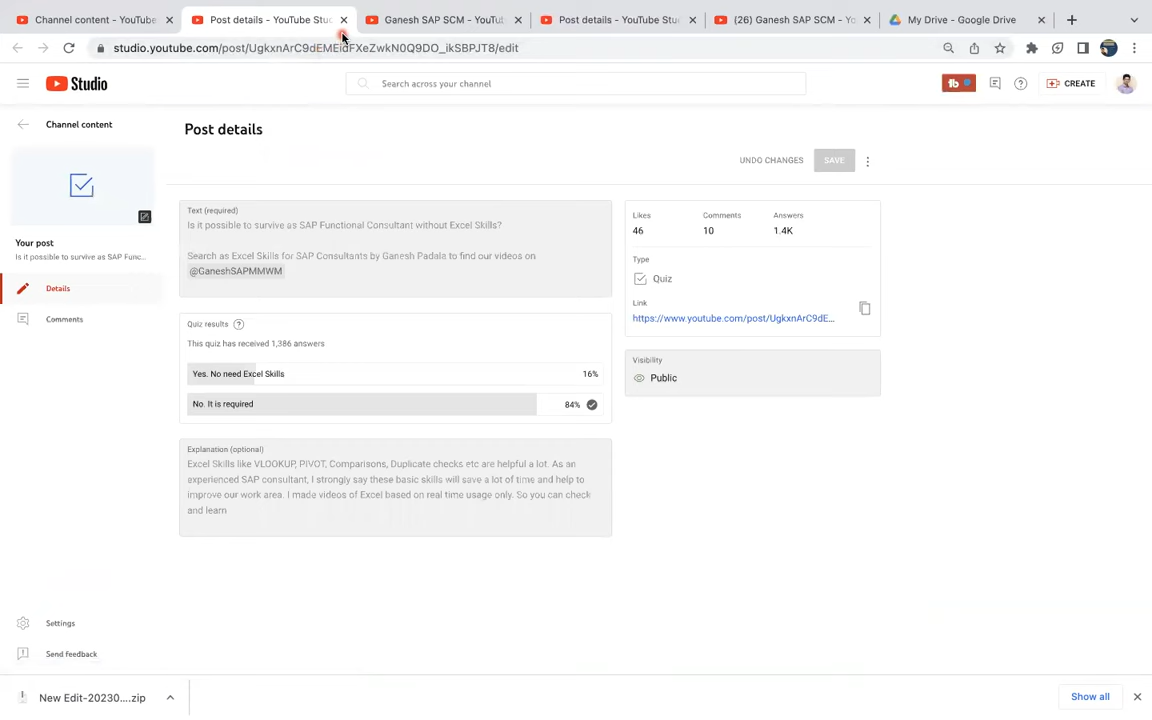 Channel content - YouTube
Post details - YouTube Stu
Ganesh SAP SCM - YouTu
Post details - YouTube Stu
(26) Ganesh SAP SCM - Yo
My Drive - Google Drive
studio.youtube.com/post/UgkxnArC9dEMEidFXeZwkN0Q9DO_ikSBPJT8/edit
Studio
Search across your channel
tb
CREATE
Channel content
Post details
UNDO CHANGES
SAVE
Your post
Is it possible to survive as SAP Func...
Details
Comments
Text (required)
Is it possible to survive as SAP Functional Consultant without Excel Skills?
Search as Excel Skills for SAP Consultants by Ganesh Padala to find our videos on
@GaneshSAPMMWM
Quiz results
This quiz has received 1,386 answers
Yes. No need Excel Skills 16%
No. It is required 84%
Explanation (optional)
Excel Skills like VLOOKUP, PIVOT, Comparisons, Duplicate checks etc are helpful a lot. As an
experienced SAP consultant, I strongly say these basic skills will save a lot of time and help to
improve our work area. I made videos of Excel based on real time usage only. So you can check
and learn
Likes Comments Answers
46 10 1.4K
Type
Quiz
Link
https://www.youtube.com/post/UgkxnArC9dE...
Visibility
Public
Settings
Send feedback
New Edit-20230....zip
Show all